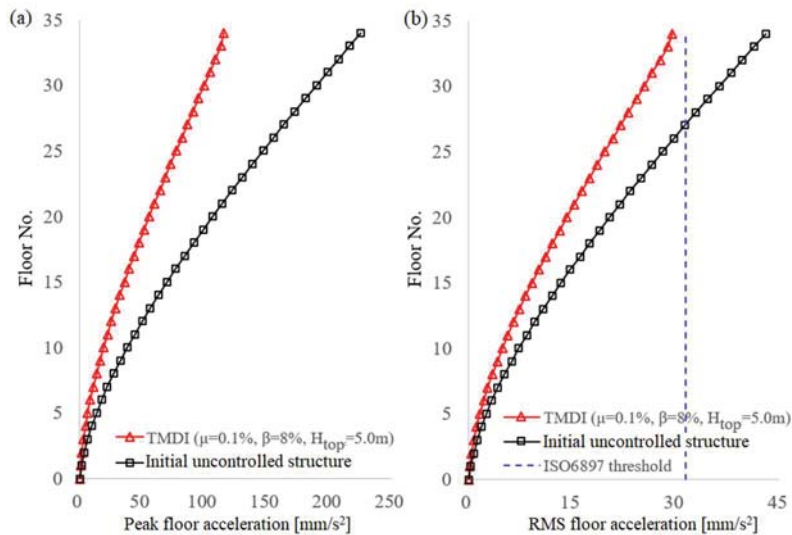 (a)
35
30
25
20
15
10
5
0
Floor No.
TMDI (μ=0.1%, β=8%, H_top=5.0m)
Initial uncontrolled structure
0 50 100 150 200 250
Peak floor acceleration [mm/s²]
(b)
35
30
25
20
15
10
5
0
Floor No.
TMDI (μ=0.1%, β=8%, H_top=5.0m)
Initial uncontrolled structure
ISO6897 threshold
0 15 30 45
RMS floor acceleration [mm/s²]